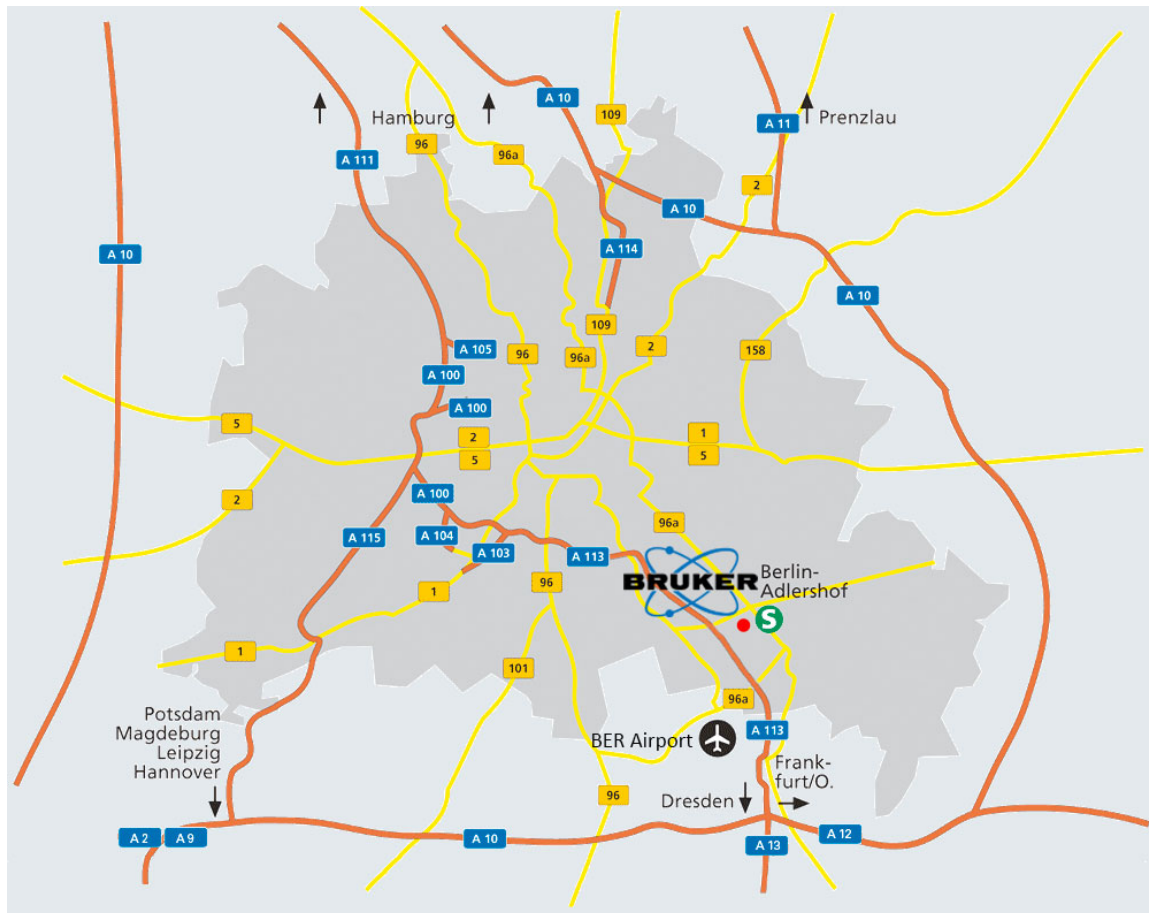 A 10
109
Hamburg
A 11
Prenzlau
96
96a
A 111
2
A 10
A 114
A 10
A 10
109
A 105
96
96a
2
158
A 100
A 100
5
2
5
1
5
A 100
2
96a
A 115
A 104
A 103
A 113
96
BRUKER
Berlin-
Adlershof
1
S
1
101
96a
Potsdam
Magdeburg
Leipzig
Hannover
BER Airport
A 113
Frank-
furt/O.
96
Dresden
A 2
A 9
A 10
A 12
A 13